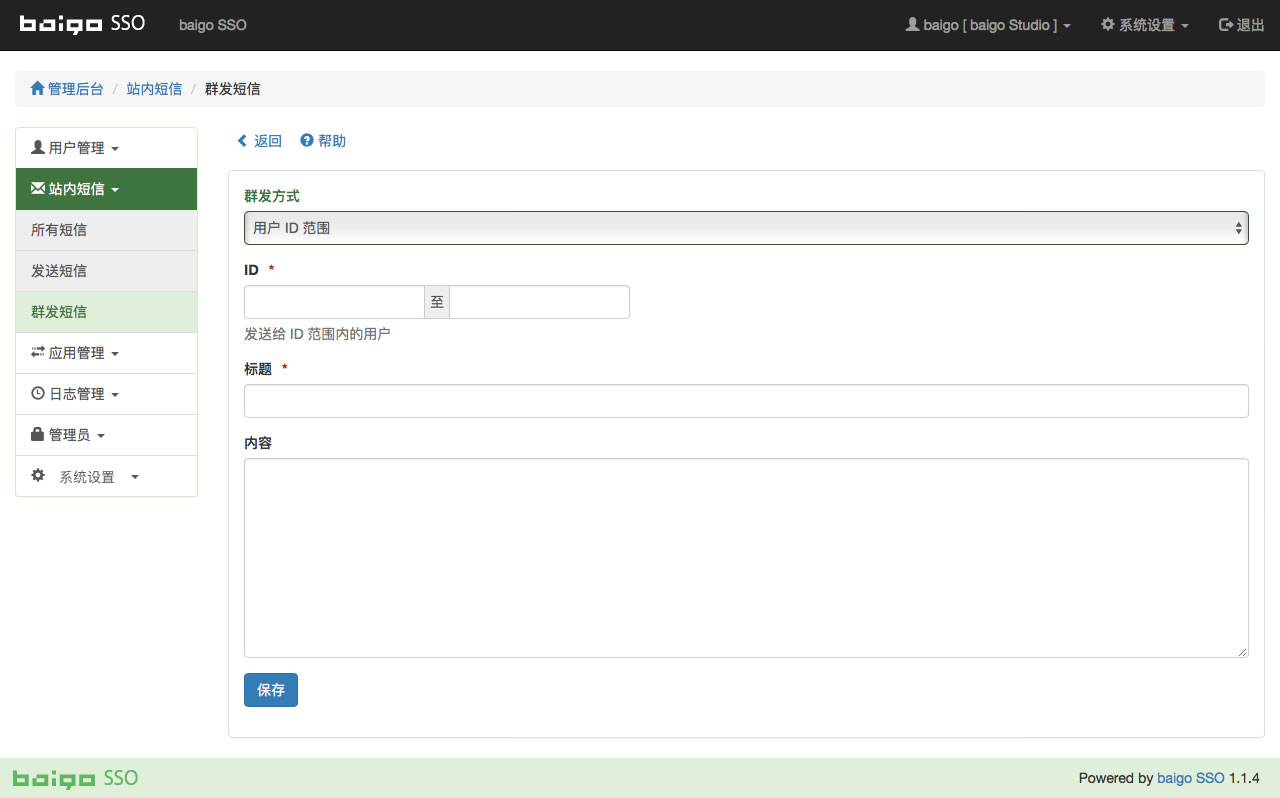 baigo SSO baigo SSO baigo [ baigo Studio ] 系统设置 退出
管理后台 / 站内短信 / 群发短信
用户管理
站内短信
所有短信
发送短信
群发短信
应用管理
日志管理
管理员
系统设置
返回 帮助
群发方式
用户 ID 范围
ID *
至
发送给 ID 范围内的用户
标题 *
内容
保存
baigo SSO Powered by baigo SSO 1.1.4